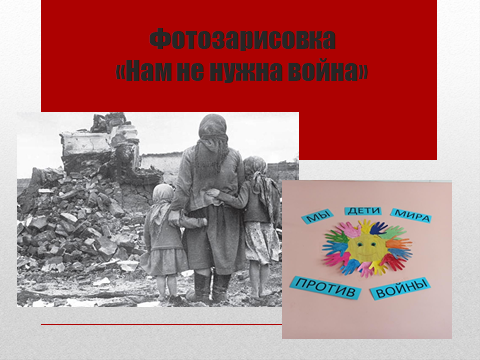 Фотозарисовка
«Нам не нужна война»
МЫ ДЕТИ МИРА
ПРОТИВ ВОЙНЫ